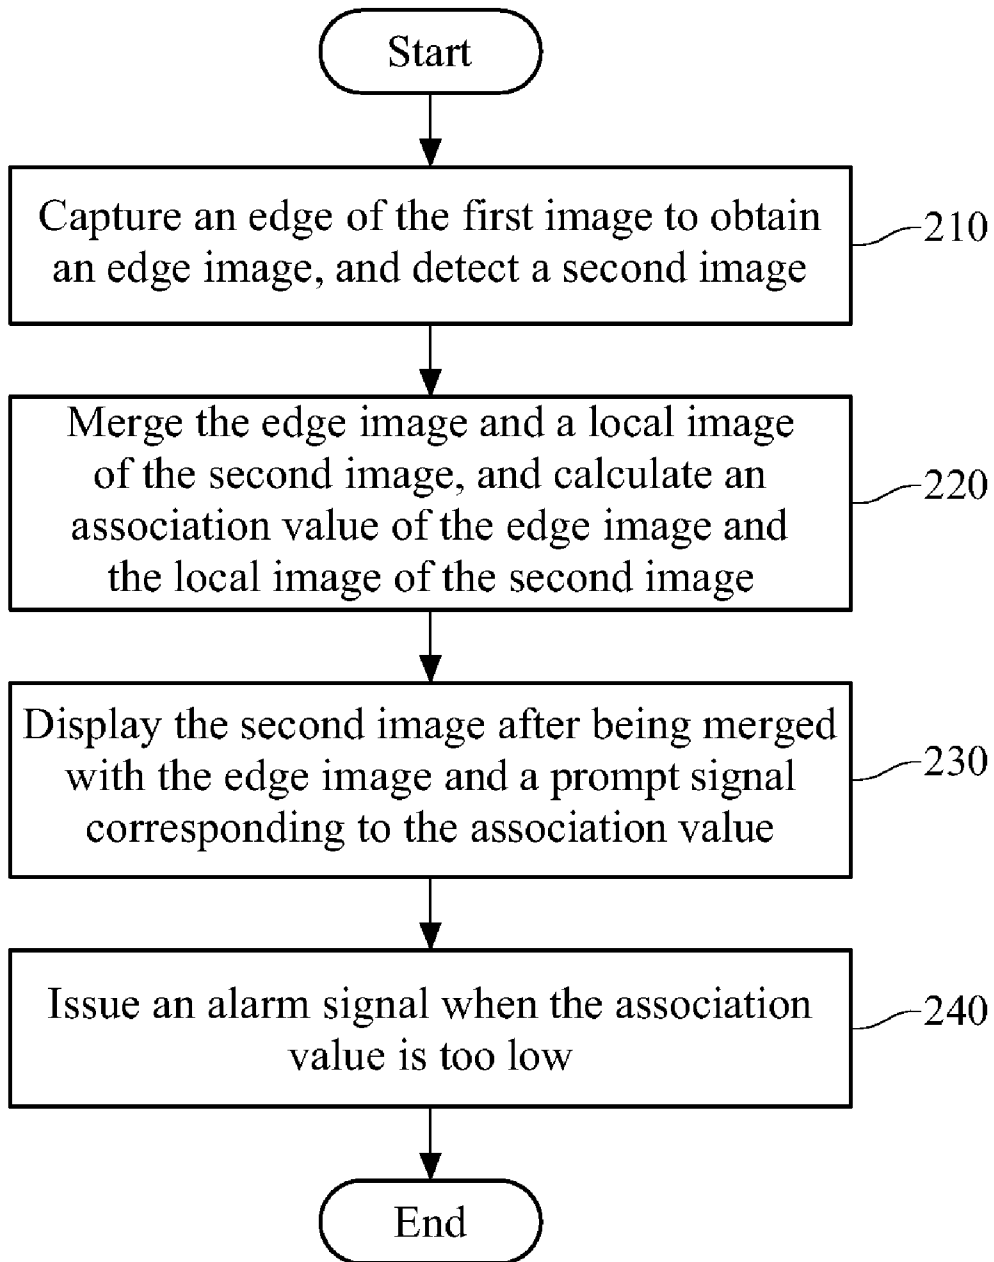 Start
Capture an edge of the first image to obtain
an edge image, and detect a second image
210
Merge the edge image and a local image
of the second image, and calculate an
association value of the edge image and
the local image of the second image
220
Display the second image after being merged
with the edge image and a prompt signal
corresponding to the association value
230
Issue an alarm signal when the association
value is too low
240
End